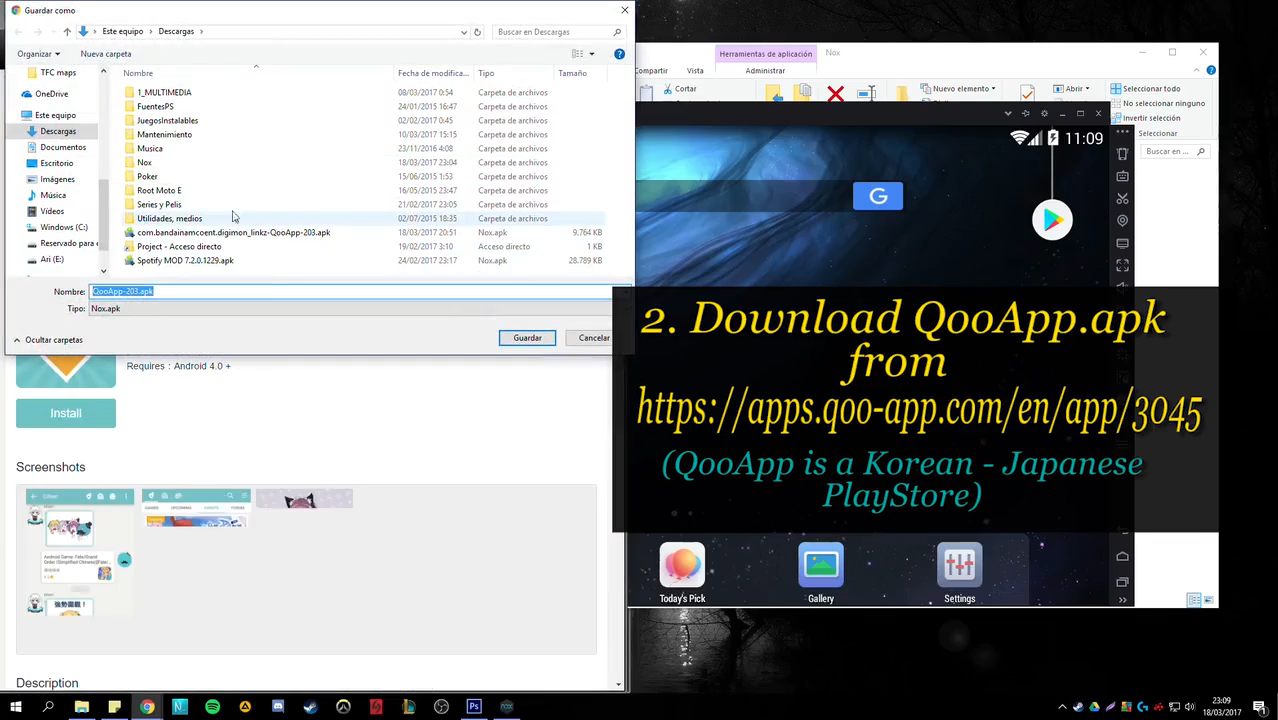 Guardar como
Este equipo > Descargas >
Buscar en Descargas
Organizar
Nueva carpeta
TFC maps
OneDrive
Este equipo
Descargas
Documentos
Escritorio
Imágenes
Música
Vídeos
Windows (C:)
Reservado para e
Ari (E:)
Nombre Fecha de modifica... Tipo Tamaño
1_MULTIMEDIA 08/03/2017 0:54 Carpeta de archivos
FuentesPS 24/01/2015 16:47 Carpeta de archivos
JuegosInstalables 02/03/2017 0:45 Carpeta de archivos
Mantenimiento 10/03/2017 15:15 Carpeta de archivos
Musica 23/11/2016 4:08 Carpeta de archivos
Nox 18/03/2017 23:04 Carpeta de archivos
Poker 15/06/2015 1:53 Carpeta de archivos
Root Moto E 16/05/2015 23:47 Carpeta de archivos
Series y Pelis 21/02/2017 23:05 Carpeta de archivos
Utilidades, medios 02/07/2015 18:35 Carpeta de archivos
com.bandainamcoent.digimon_linkz-QooApp-203.apk 18/03/2017 20:51 Nox.apk 9.764 KB
Project - Acceso directo 02/02/2017 3:10 Acceso directo 1 KB
Spotify MOD 7.2.0.1229.apk 24/02/2017 23:17 Nox.apk 28.789 KB
Nombre: QooApp-203.apk
Tipo: Nox.apk
Ocultar carpetas
Guardar
Cancelar
Requires : Android 4.0 +
Install
Screenshots
Description
Herramientas de aplicación
Nox
Compartir
Vista
Administrar
Cortar
Nuevo elemento
Abrir
Seleccionar todo
No seleccionar ninguno
Invertir selección
Seleccionar
Buscar en ...
11:09
G
2. Download QooApp.apk
from
https://apps.qoo-app.com/en/app/3045
(QooApp is a Korean - Japanese
PlayStore)
Today's Pick
Gallery
Settings
Ps
23:09
18/03/2017